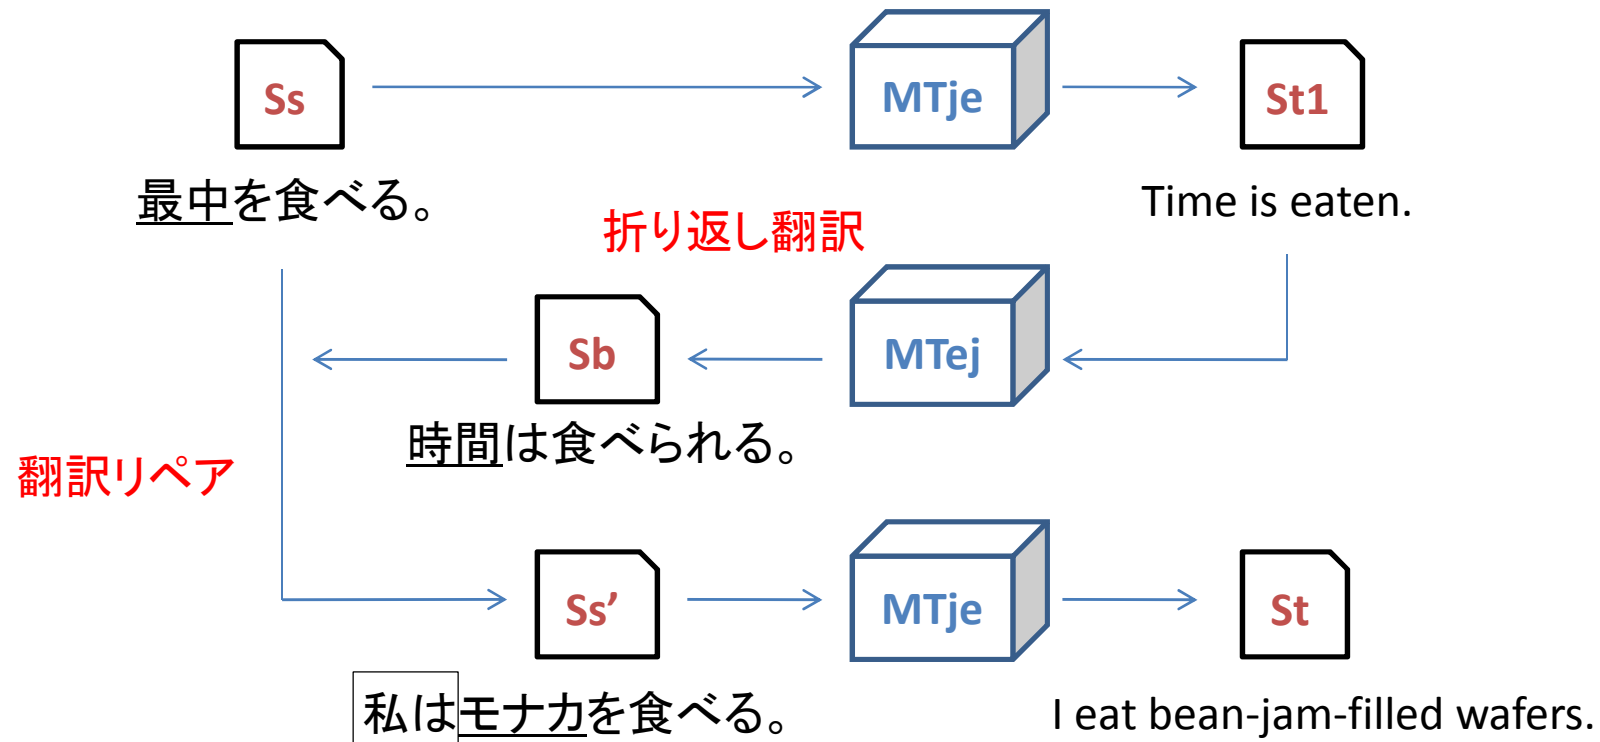 Ss
MTje
St1
最中を食べる。
Time is eaten.
折り返し翻訳
Sb
MTej
時間は食べられる。
翻訳リペア
Ss’
MTje
St
私はモナカを食べる。
I eat bean-jam-filled wafers.